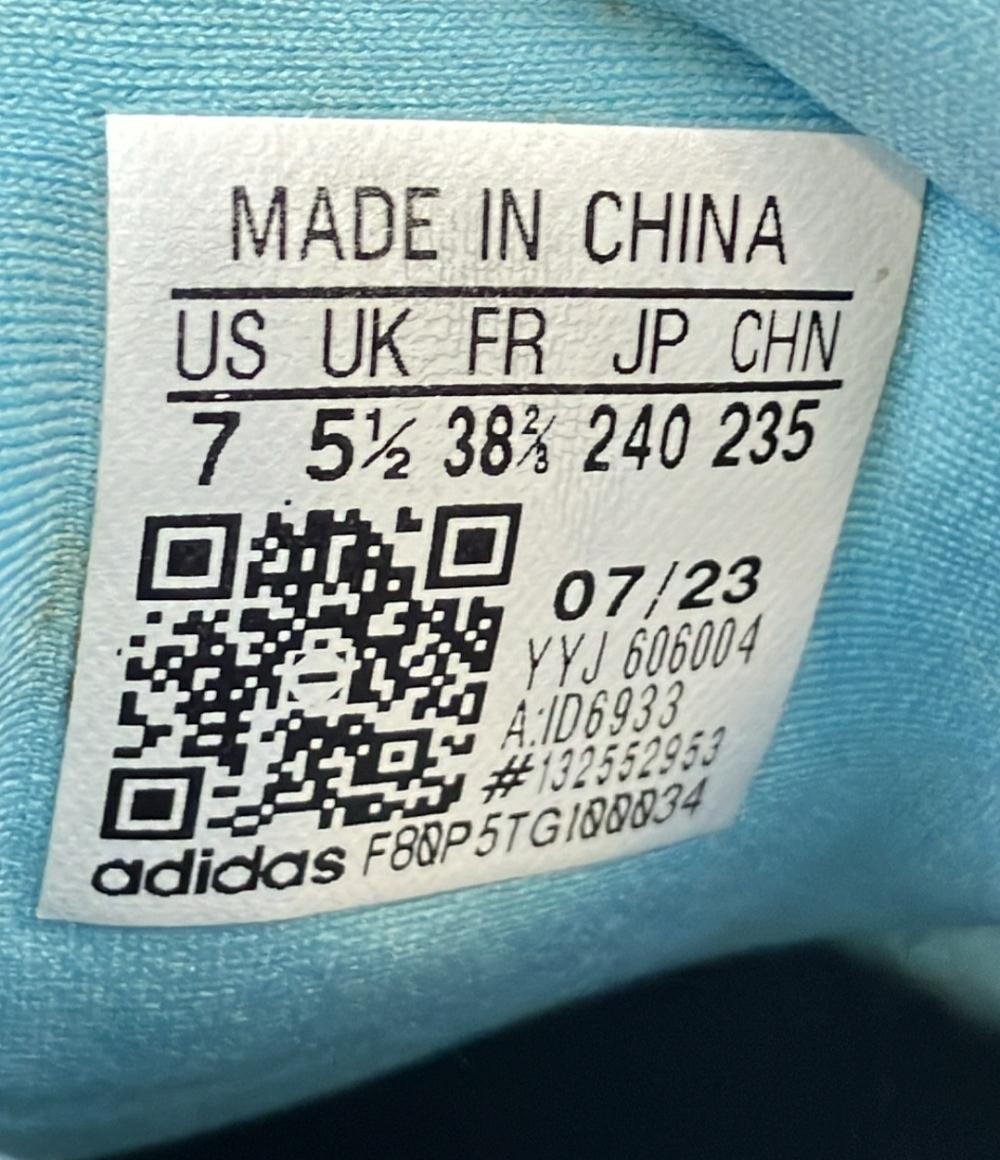 MADE IN CHINA
US UK FR JP CHN
7 5½ 38⅔ 240 235
07/23
YYJ 606004
A:ID6933
#132552953
adidas F80P5TGI00034